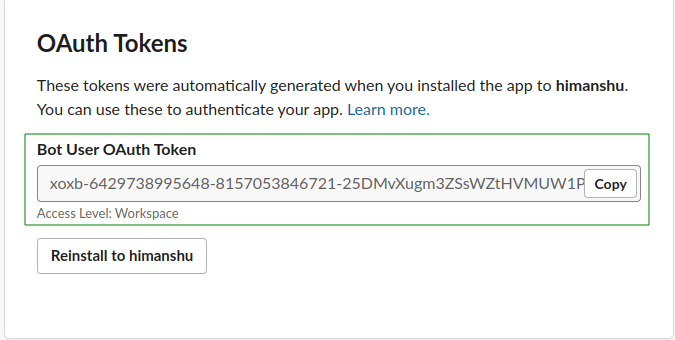 OAuth Tokens
These tokens were automatically generated when you installed the app to himanshu.
You can use these to authenticate your app. Learn more.
Bot User OAuth Token
xoxb-6429738995648-8157053846721-25DMvXugm3ZSsWZtHVMUW1P
Copy
Access Level: Workspace
Reinstall to himanshu